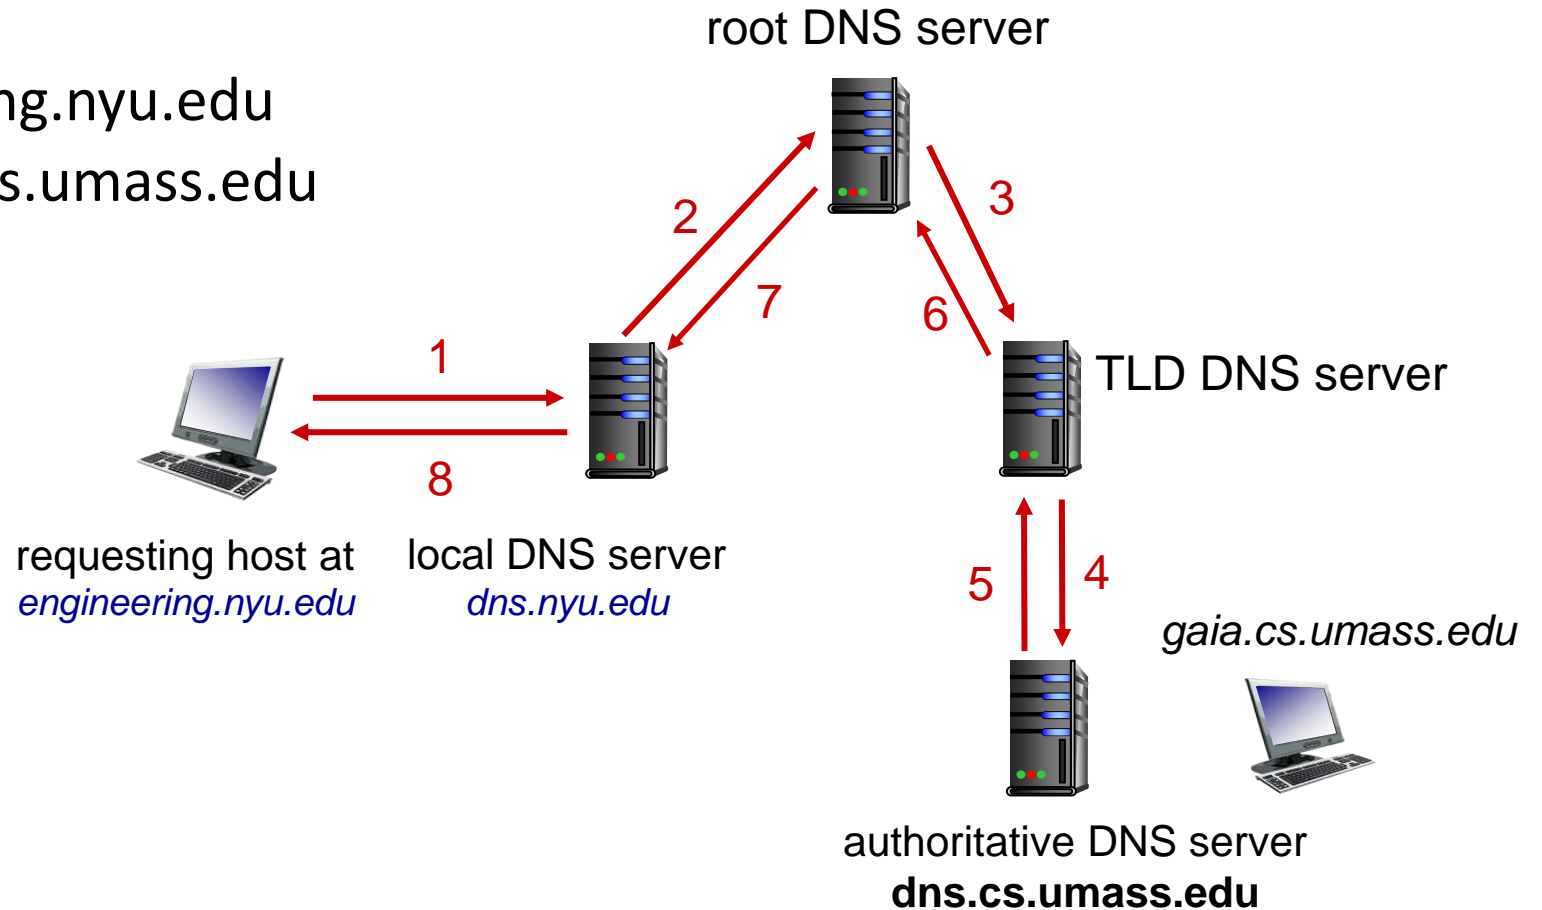 root DNS server
ng.nyu.edu
s.umass.edu
2
3
7
6
1
TLD DNS server
8
requesting host at
engineering.nyu.edu
local DNS server
dns.nyu.edu
5
4
gaia.cs.umass.edu
authoritative DNS server
dns.cs.umass.edu